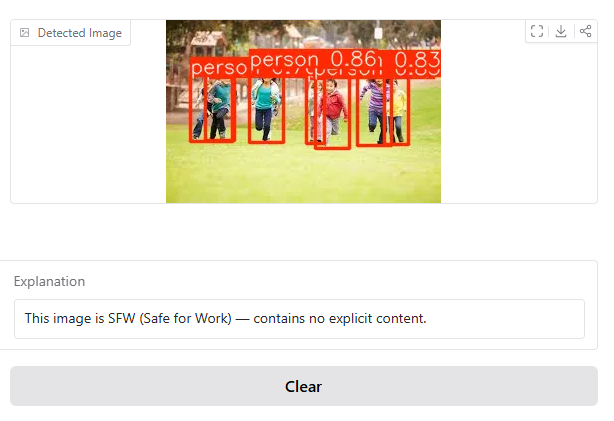 Detected Image
person 0.86 0.83
person
person 0.83
Explanation
This image is SFW (Safe for Work) — contains no explicit content.
Clear